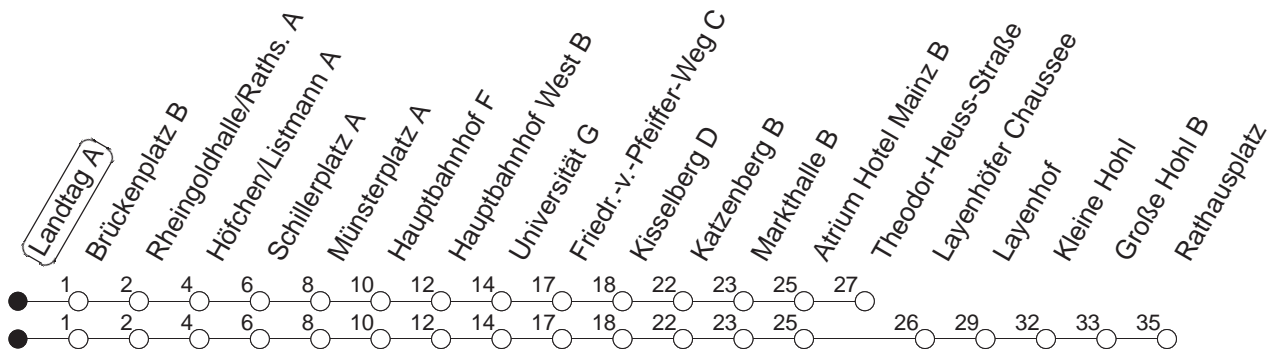 Landtag A
Brückenplatz B
Rheingoldhalle/Raths. A
Höfchen/Listmann A
Schillerplatz A
Münsterplatz A
Hauptbahnhof F
Hauptbahnhof West B
Universität G
Friedr.-v.-Pfeiffer-Weg C
Kisselberg D
Katzenberg B
Markthalle B
Atrium Hotel Mainz B
Theodor-Heuss-Straße
Layenhöfer Chaussee
Layenhof
Kleine Hohl
Große Hohl B
Rathausplatz
1 2 4 6 8 10 12 14 17 18 22 23 25 27
1 2 4 6 8 10 12 14 17 18 22 23 25 26 29 32 33 35